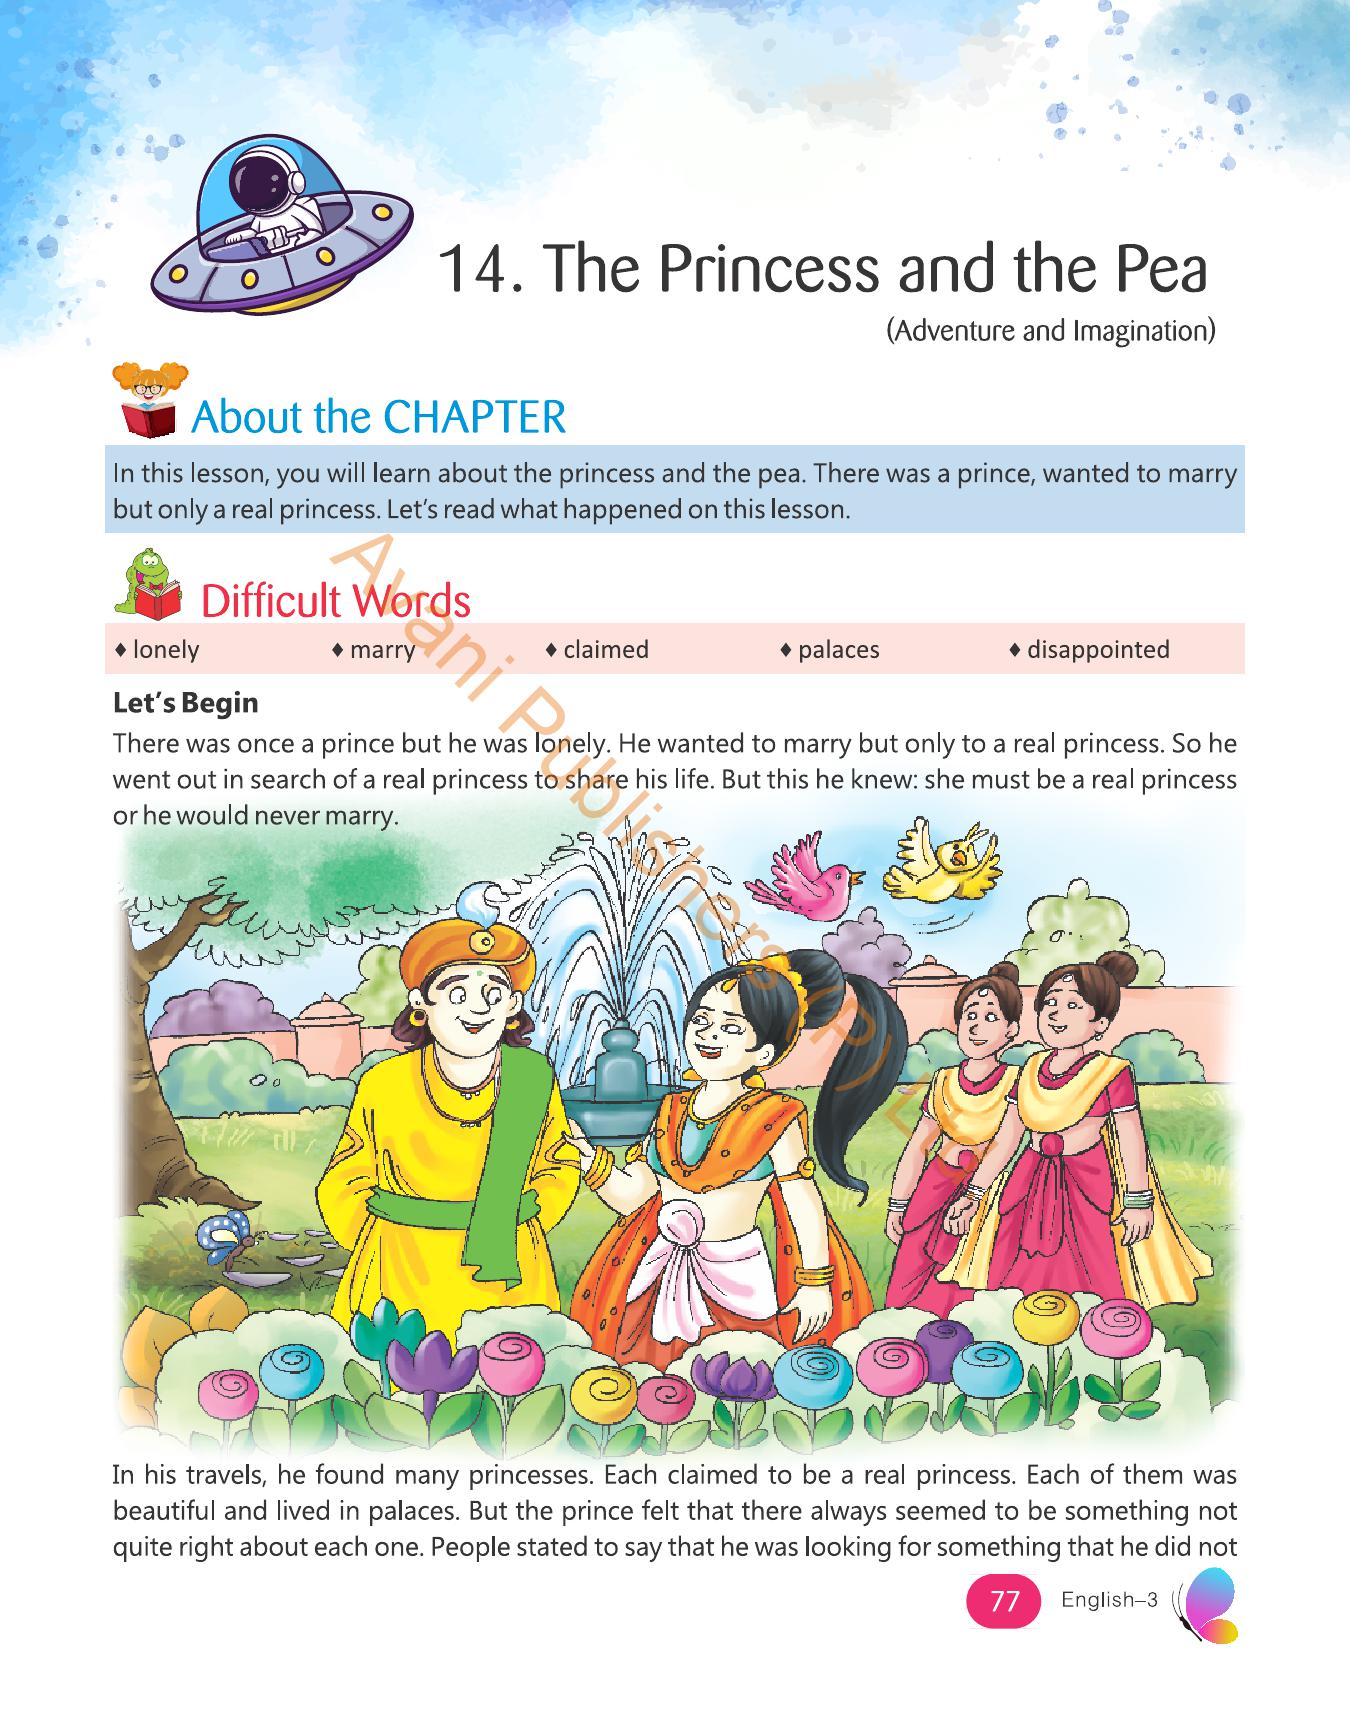 14. The Princess and the Pea
(Adventure and Imagination)
About the CHAPTER
In this lesson, you will learn about the princess and the pea. There was a prince, wanted to marry
but only a real princess. Let's read what happened on this lesson.
Difficult Words
♦ lonely ♦ marry ♦ claimed ♦ palaces ♦ disappointed
Let's Begin
There was once a prince but he was lonely. He wanted to marry but only to a real princess. So he
went out in search of a real princess to share his life. But this he knew: she must be a real princess
or he would never marry.
In his travels, he found many princesses. Each claimed to be a real princess. Each of them was
beautiful and lived in palaces. But the prince felt that there always seemed to be something not
quite right about each one. People stated to say that he was looking for something that he did not
77 English–3
Avani Publishers (P) Ltd